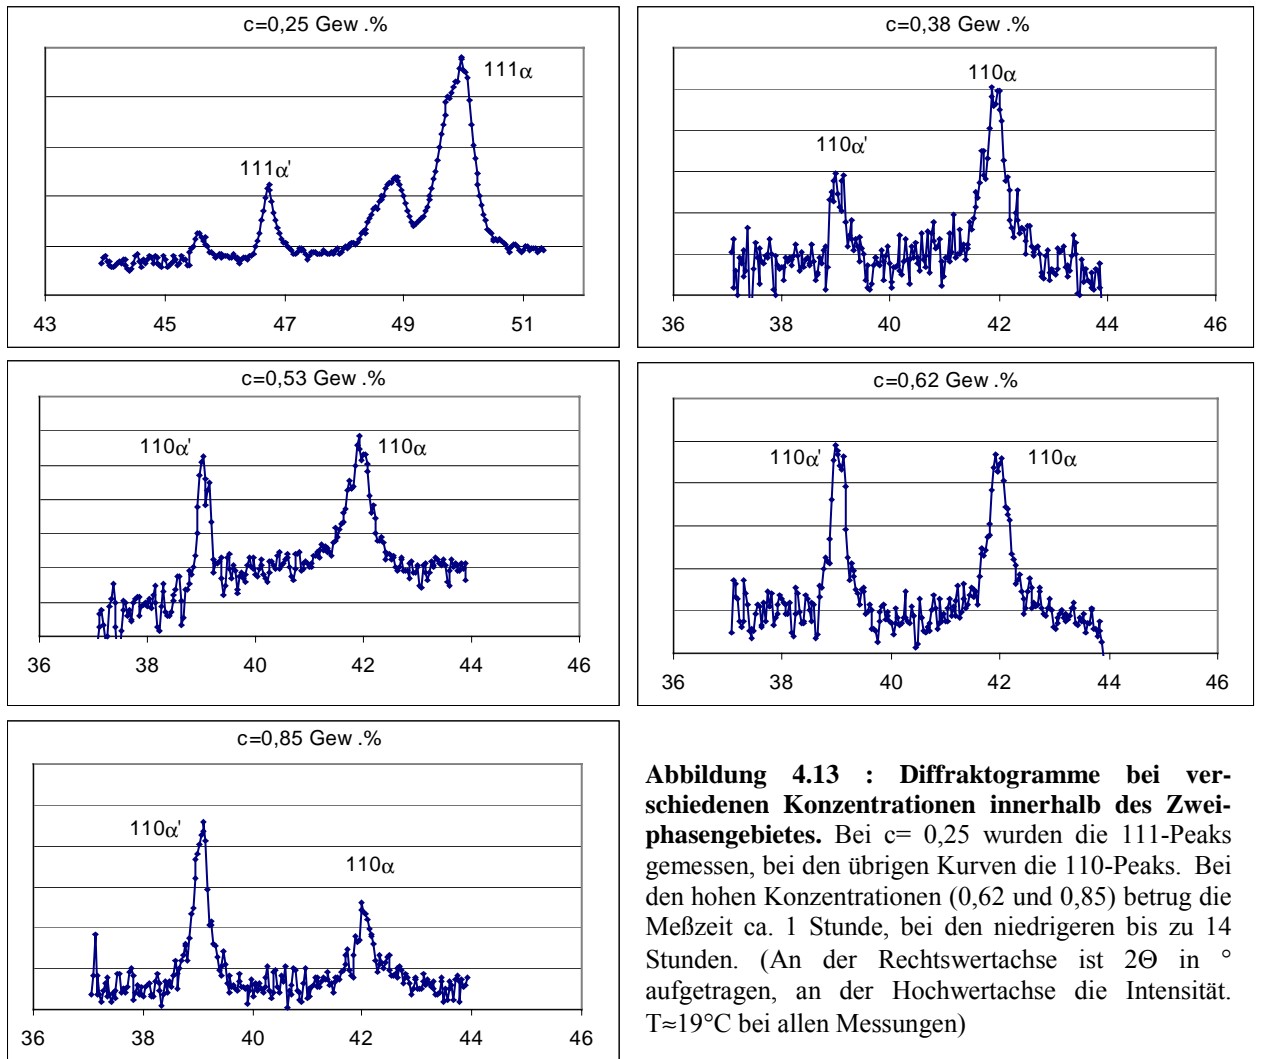 c=0,25 Gew .%
111α
111α'
43 45 47 49 51
c=0,38 Gew .%
110α
110α'
36 38 40 42 44 46
c=0,53 Gew .%
110α' 110α
36 38 40 42 44 46
c=0,62 Gew .%
110α' 110α
36 38 40 42 44 46
c=0,85 Gew .%
110α'
110α
36 38 40 42 44 46
Abbildung 4.13 : Diffraktogramme bei ver-
schiedenen Konzentrationen innerhalb des Zwei-
phasengebietes. Bei c= 0,25 wurden die 111-Peaks
gemessen, bei den übrigen Kurven die 110-Peaks. Bei
den hohen Konzentrationen (0,62 und 0,85) betrug die
Meßzeit ca. 1 Stunde, bei den niedrigeren bis zu 14
Stunden. (An der Rechtswertachse ist 2Θ in °
aufgetragen, an der Hochwertachse die Intensität.
T≈19°C bei allen Messungen)